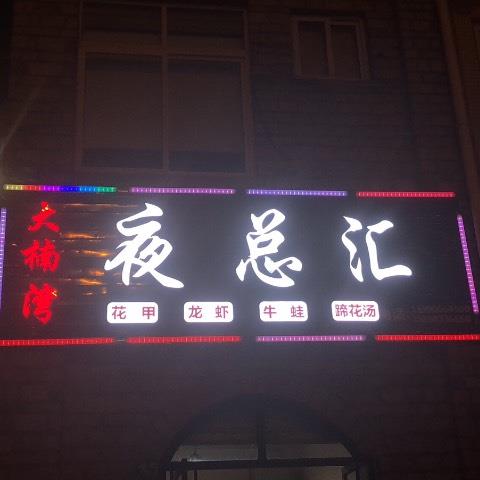 大楠湾
夜总汇
花甲 龙虾 牛蛙 蹄花汤